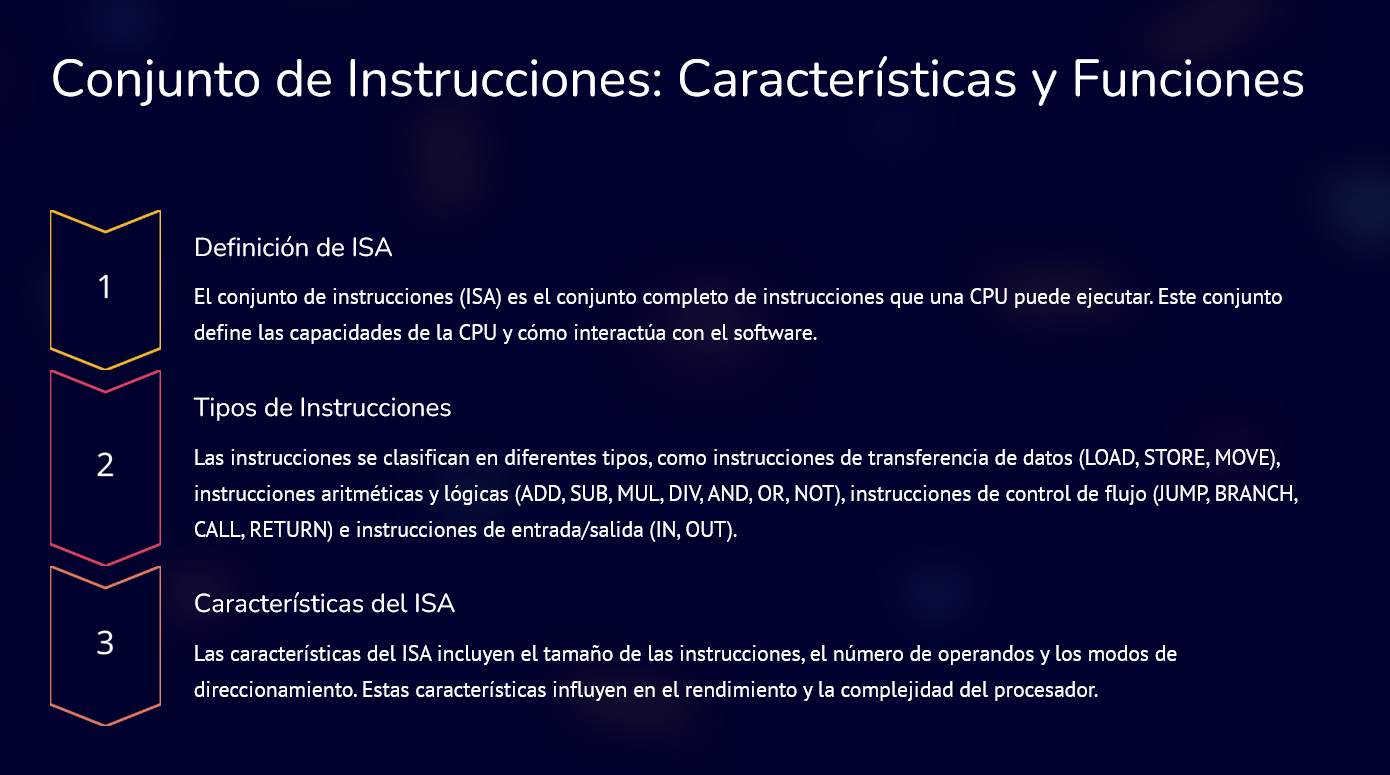 Conjunto de Instrucciones: Características y Funciones
1
Definición de ISA
El conjunto de instrucciones (ISA) es el conjunto completo de instrucciones que una CPU puede ejecutar. Este conjunto
define las capacidades de la CPU y cómo interactúa con el software.
2
Tipos de Instrucciones
Las instrucciones se clasifican en diferentes tipos, como instrucciones de transferencia de datos (LOAD, STORE, MOVE),
instrucciones aritméticas y lógicas (ADD, SUB, MUL, DIV, AND, OR, NOT), instrucciones de control de flujo (JUMP, BRANCH,
CALL, RETURN) e instrucciones de entrada/salida (IN, OUT).
3
Características del ISA
Las características del ISA incluyen el tamaño de las instrucciones, el número de operandos y los modos de
direccionamiento. Estas características influyen en el rendimiento y la complejidad del procesador.